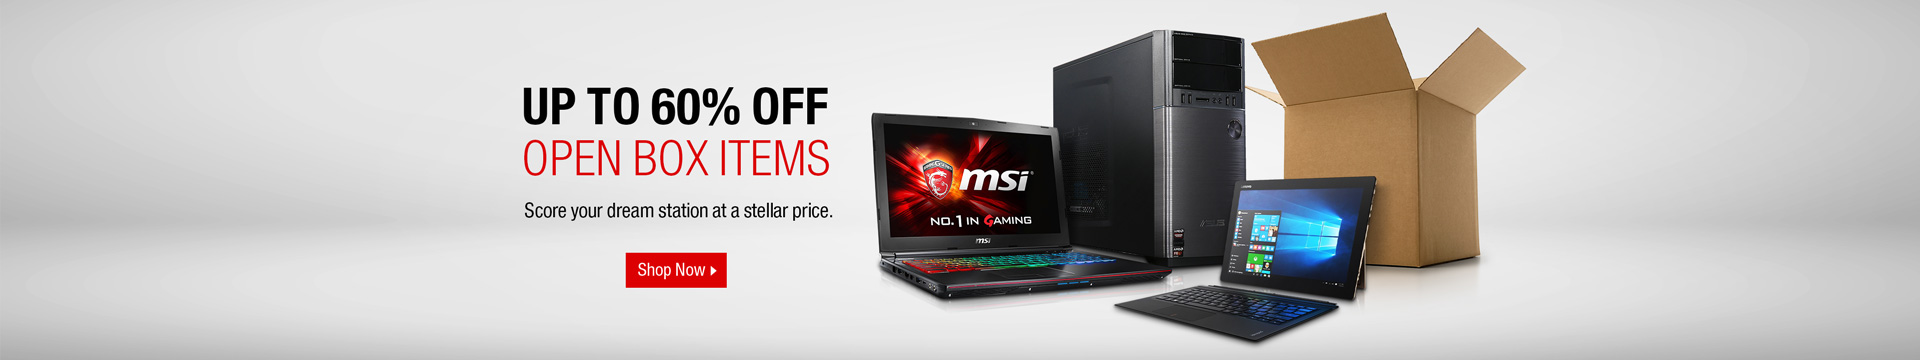 UP TO 60% OFF
OPEN BOX ITEMS
Score your dream station at a stellar price.
Shop Now
msi
NO.1 IN GAMING
msi